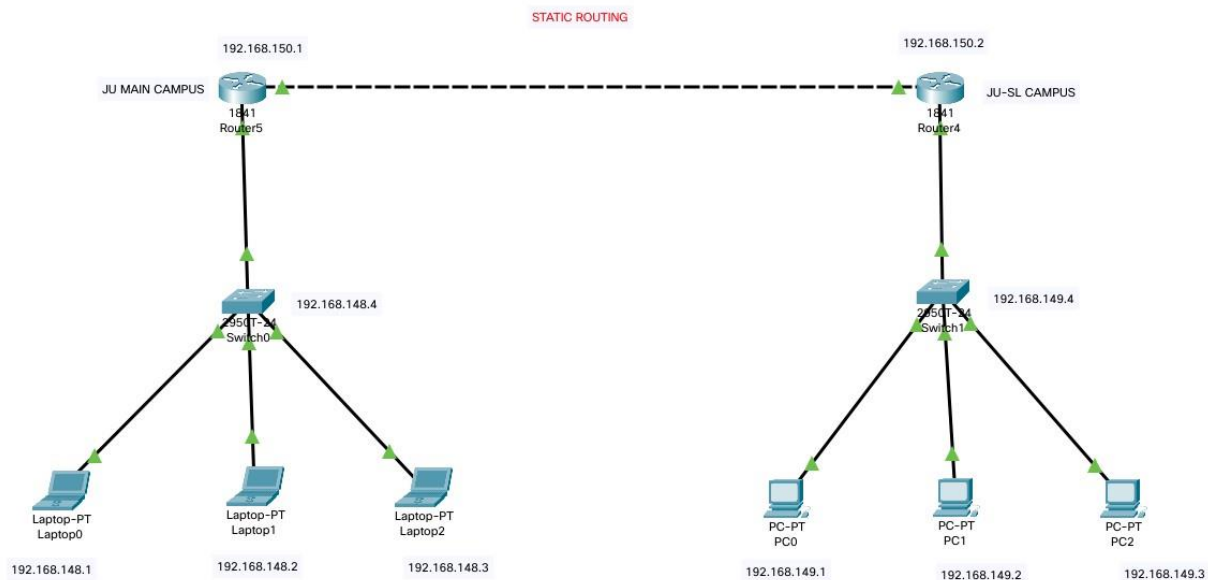 STATIC ROUTING
192.168.150.1
192.168.150.2
JU MAIN CAMPUS
1841
Router5
1841
Router4
JU-SL CAMPUS
192.168.148.4
2950T-24
Switch0
192.168.149.4
2950T-24
Switch1
Laptop-PT
Laptop0
Laptop-PT
Laptop1
Laptop-PT
Laptop2
PC-PT
PC0
PC-PT
PC1
PC-PT
PC2
192.168.148.1
192.168.148.2
192.168.148.3
192.168.149.1
192.168.149.2
192.168.149.3